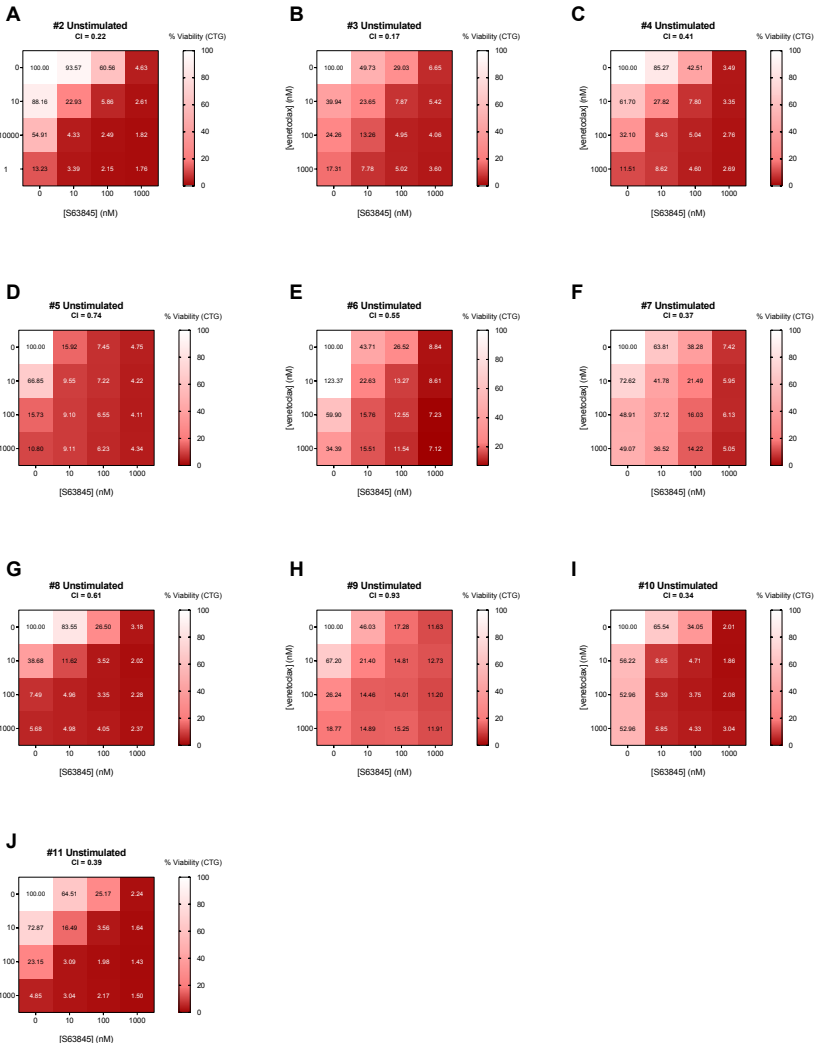 A
#2 Unstimulated
CI = 0.22
% Viability (CTG)
0 100.00 93.57 60.56 4.63
10 88.16 22.93 5.86 2.61
10000 54.91 4.33 2.49 1.82
1 13.23 3.39 2.15 1.76
0 10 100 1000
[S63845] (nM)
100
80
60
40
20
0
B
#3 Unstimulated
CI = 0.17
% Viability (CTG)
[venetoclax] (nM)
0 100.00 49.73 29.03 6.65
10 39.94 23.65 7.87 5.42
100 24.26 13.26 4.95 4.06
1000 17.31 7.78 5.02 3.60
0 10 100 1000
[S63845] (nM)
100
80
60
40
20
0
C
#4 Unstimulated
CI = 0.41
% Viability (CTG)
[venetoclax] (nM)
0 100.00 85.27 42.51 3.49
10 61.70 27.82 7.80 3.35
100 32.10 8.43 5.04 2.76
1000 11.51 8.62 4.60 2.69
0 10 100 1000
[S63845] (nM)
100
80
60
40
20
0
D
#5 Unstimulated
CI = 0.74
% Viability (CTG)
0 100.00 15.92 7.45 4.75
10 66.85 9.55 7.22 4.22
100 15.73 9.10 6.55 4.11
1000 10.80 9.11 6.23 4.34
0 10 100 1000
[S63845] (nM)
100
80
60
40
20
0
E
#6 Unstimulated
CI = 0.55
% Viability (CTG)
[venetoclax] (nM)
0 100.00 43.71 26.52 8.84
10 123.37 22.63 13.27 8.61
100 59.90 15.76 12.55 7.23
1000 34.39 15.51 11.54 7.12
0 10 100 1000
[S63845] (nM)
100
80
60
40
20
F
#7 Unstimulated
CI = 0.37
% Viability (CTG)
[venetoclax] (nM)
0 100.00 63.81 38.28 7.42
10 72.62 41.78 21.49 5.95
100 48.91 37.12 16.03 6.13
1000 49.07 36.52 14.22 5.05
0 10 100 1000
[S63845] (nM)
100
80
60
40
20
0
G
#8 Unstimulated
CI = 0.61
% Viability (CTG)
0 100.00 83.55 26.50 3.18
10 38.68 11.62 3.52 2.02
100 7.49 4.96 3.35 2.28
1000 5.68 4.98 4.05 2.37
0 10 100 1000
[S63845] (nM)
100
80
60
40
20
0
H
#9 Unstimulated
CI = 0.93
% Viability (CTG)
[venetoclax] (nM)
0 100.00 46.03 17.28 11.63
10 67.20 21.40 14.81 12.73
100 26.24 14.46 14.01 11.20
1000 18.77 14.89 15.25 11.91
0 10 100 1000
[S63845] (nM)
100
80
60
40
20
0
I
#10 Unstimulated
CI = 0.34
% Viability (CTG)
[venetoclax] (nM)
0 100.00 65.54 34.05 2.01
10 56.22 8.65 4.71 1.86
100 52.96 5.39 3.75 2.08
1000 52.96 5.85 4.33 3.04
0 10 100 1000
[S63845] (nM)
100
80
60
40
20
0
J
#11 Unstimulated
CI = 0.39
% Viability (CTG)
0 100.00 64.51 25.17 2.24
10 72.87 16.49 3.56 1.64
100 23.15 3.09 1.98 1.43
1000 4.85 3.04 2.17 1.50
0 10 100 1000
[S63845] (nM)
100
80
60
40
20
0